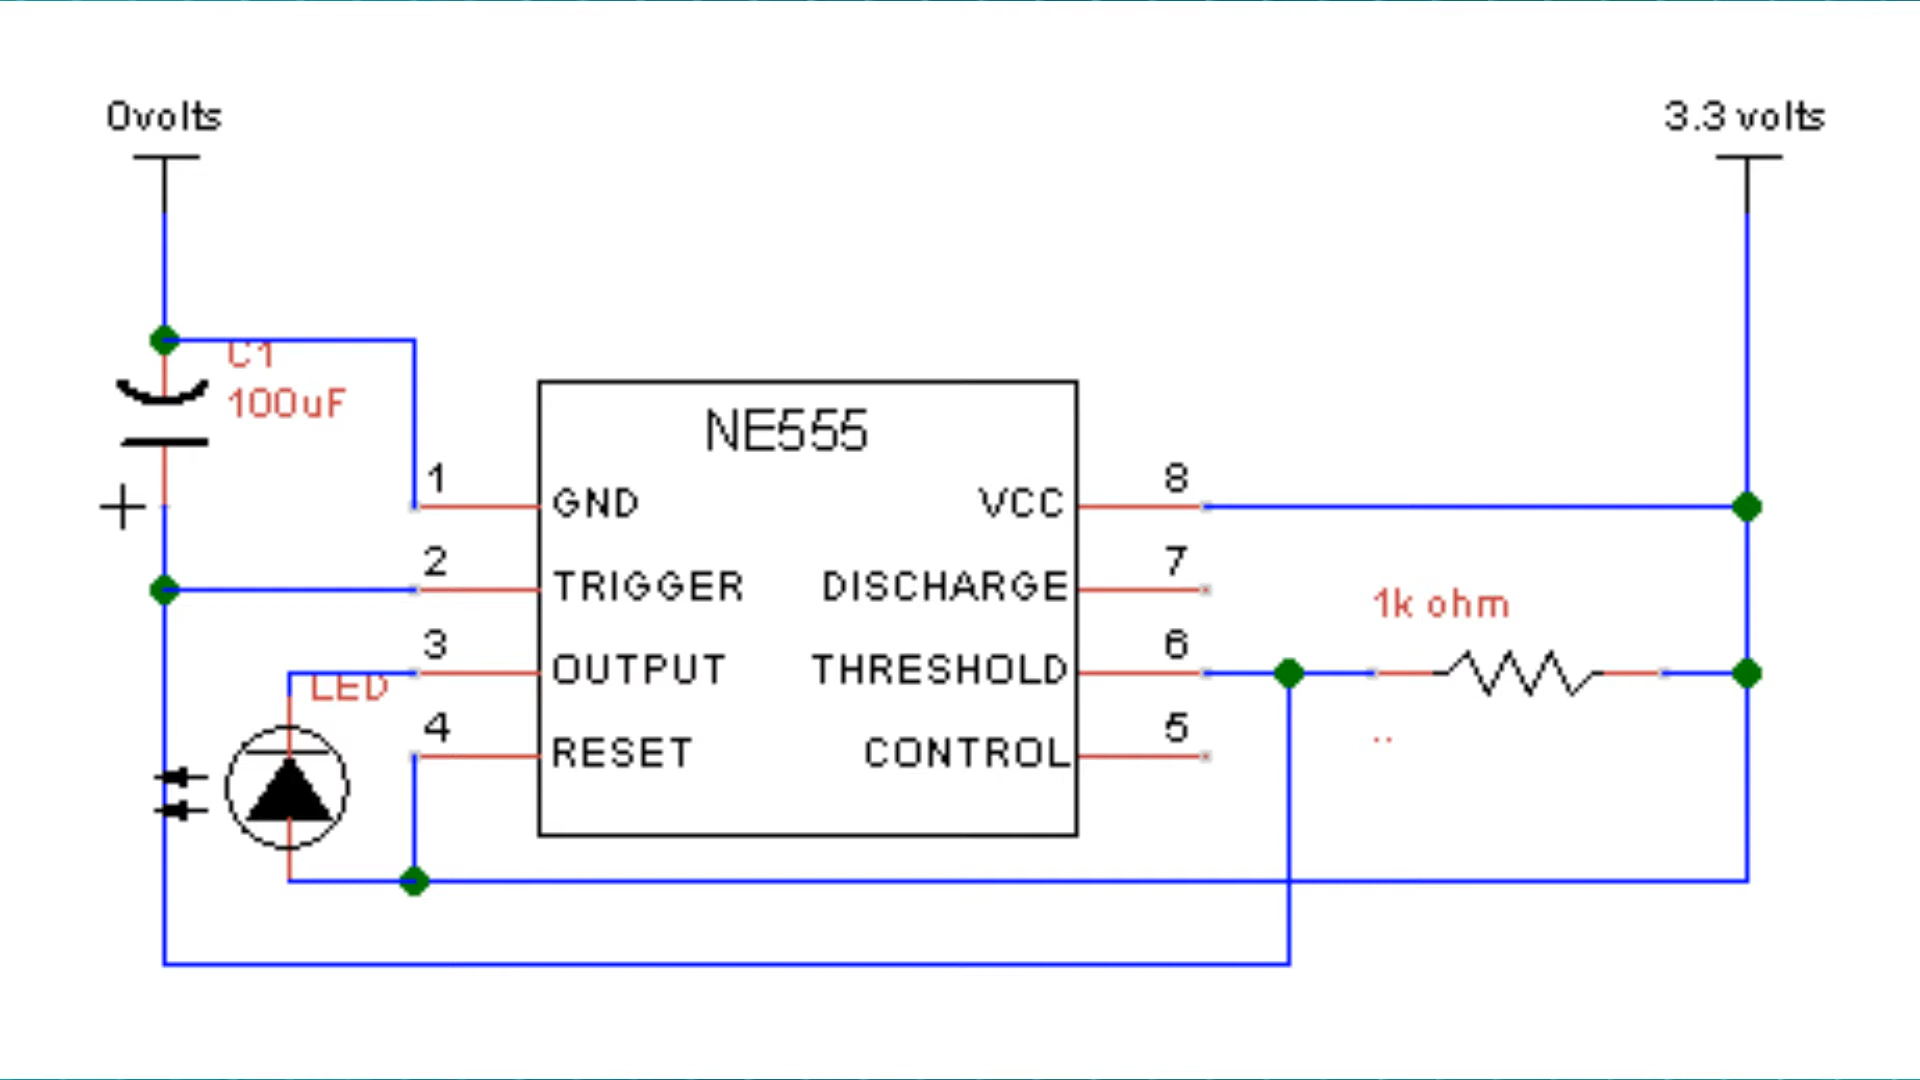 0volts
3.3 volts
C1
100uF
NE555
1
GND
VCC
8
2
TRIGGER
DISCHARGE
7
1k ohm
3
OUTPUT
THRESHOLD
6
LED
4
RESET
CONTROL
5
+
..